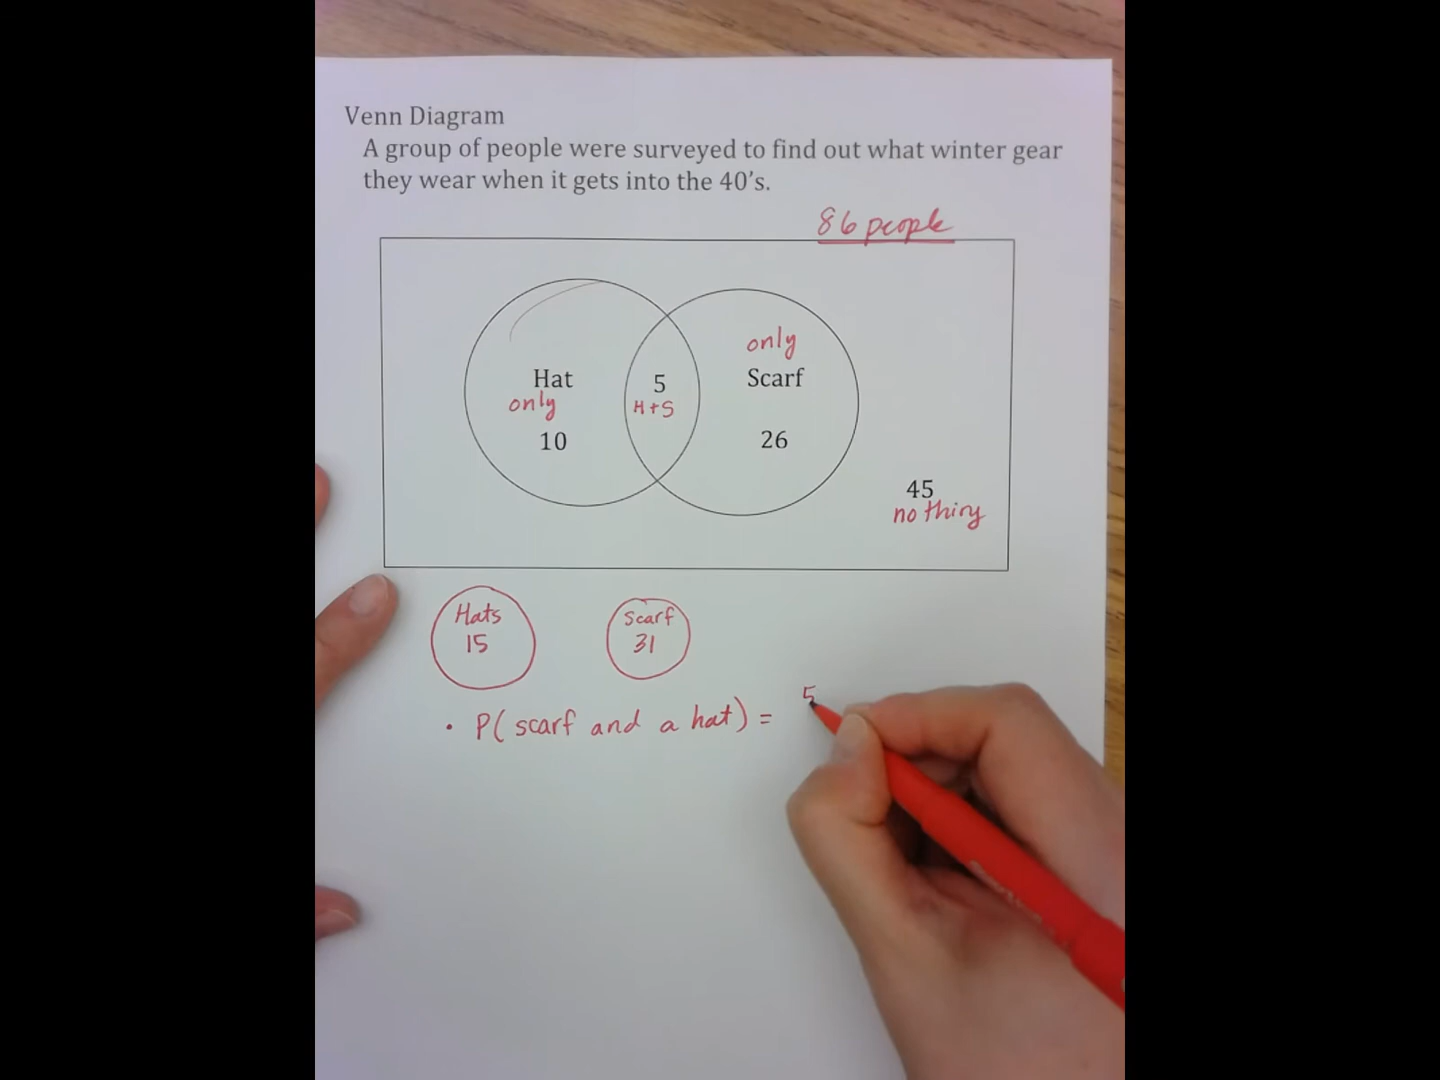 Venn Diagram
A group of people were surveyed to find out what winter gear
they wear when it gets into the 40's.
86 people
only
Hat
5
Scarf
only
H+S
10
26
45
nothing
Hats
Scarf
15
31
• P(scarf and a hat) =
5